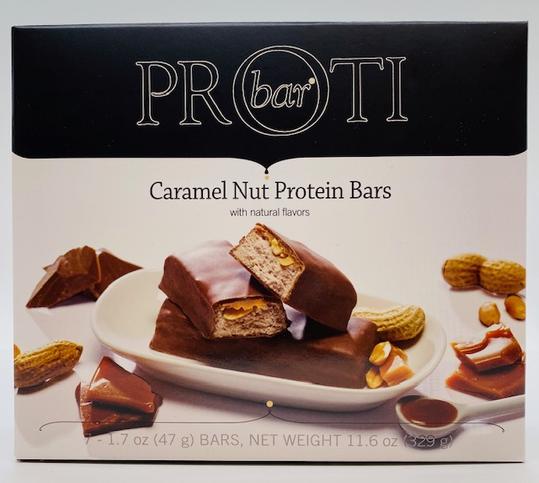 PROTI
bar
Caramel Nut Protein Bars
with natural flavors
7 - 1.7 oz (47 g) BARS, NET WEIGHT 11.6 oz (329 g)